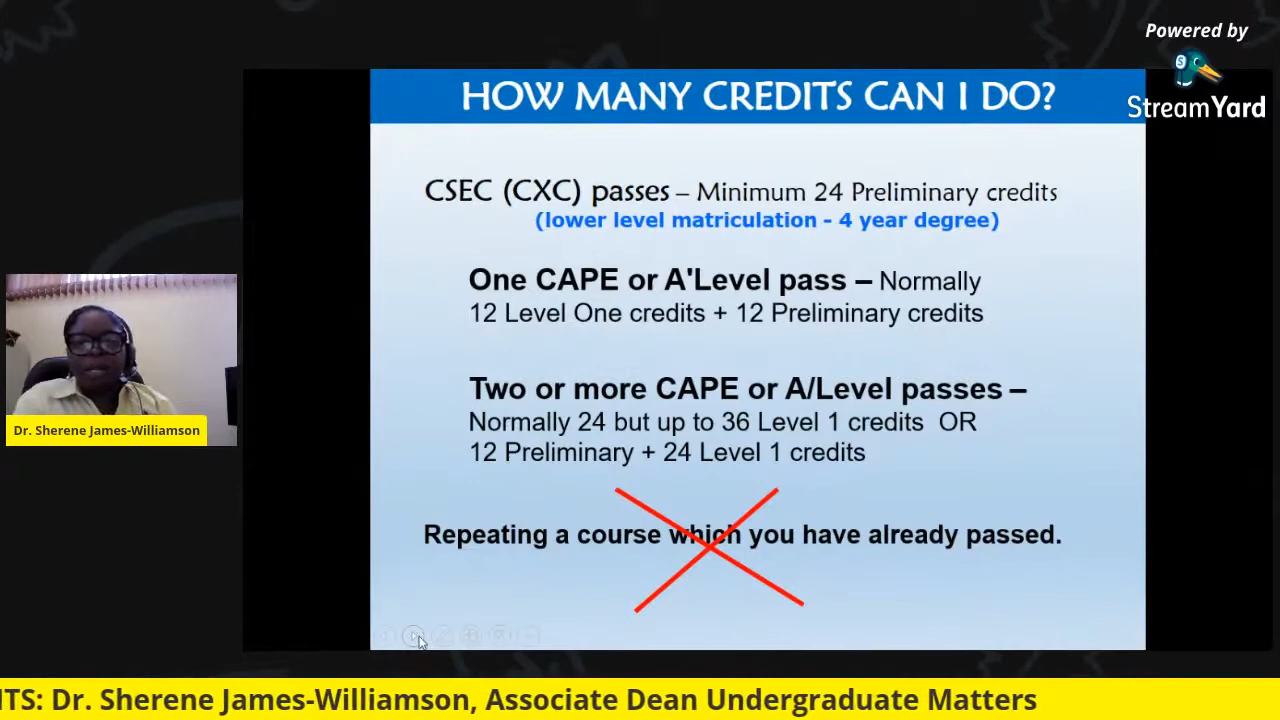 Powered by
StreamYard
HOW MANY CREDITS CAN I DO?
CSEC (CXC) passes – Minimum 24 Preliminary credits
(lower level matriculation - 4 year degree)
One CAPE or A'Level pass – Normally
12 Level One credits + 12 Preliminary credits
Two or more CAPE or A/Level passes –
Normally 24 but up to 36 Level 1 credits OR
12 Preliminary + 24 Level 1 credits
Repeating a course which you have already passed.
Dr. Sherene James-Williamson
ITS: Dr. Sherene James-Williamson, Associate Dean Undergraduate Matters